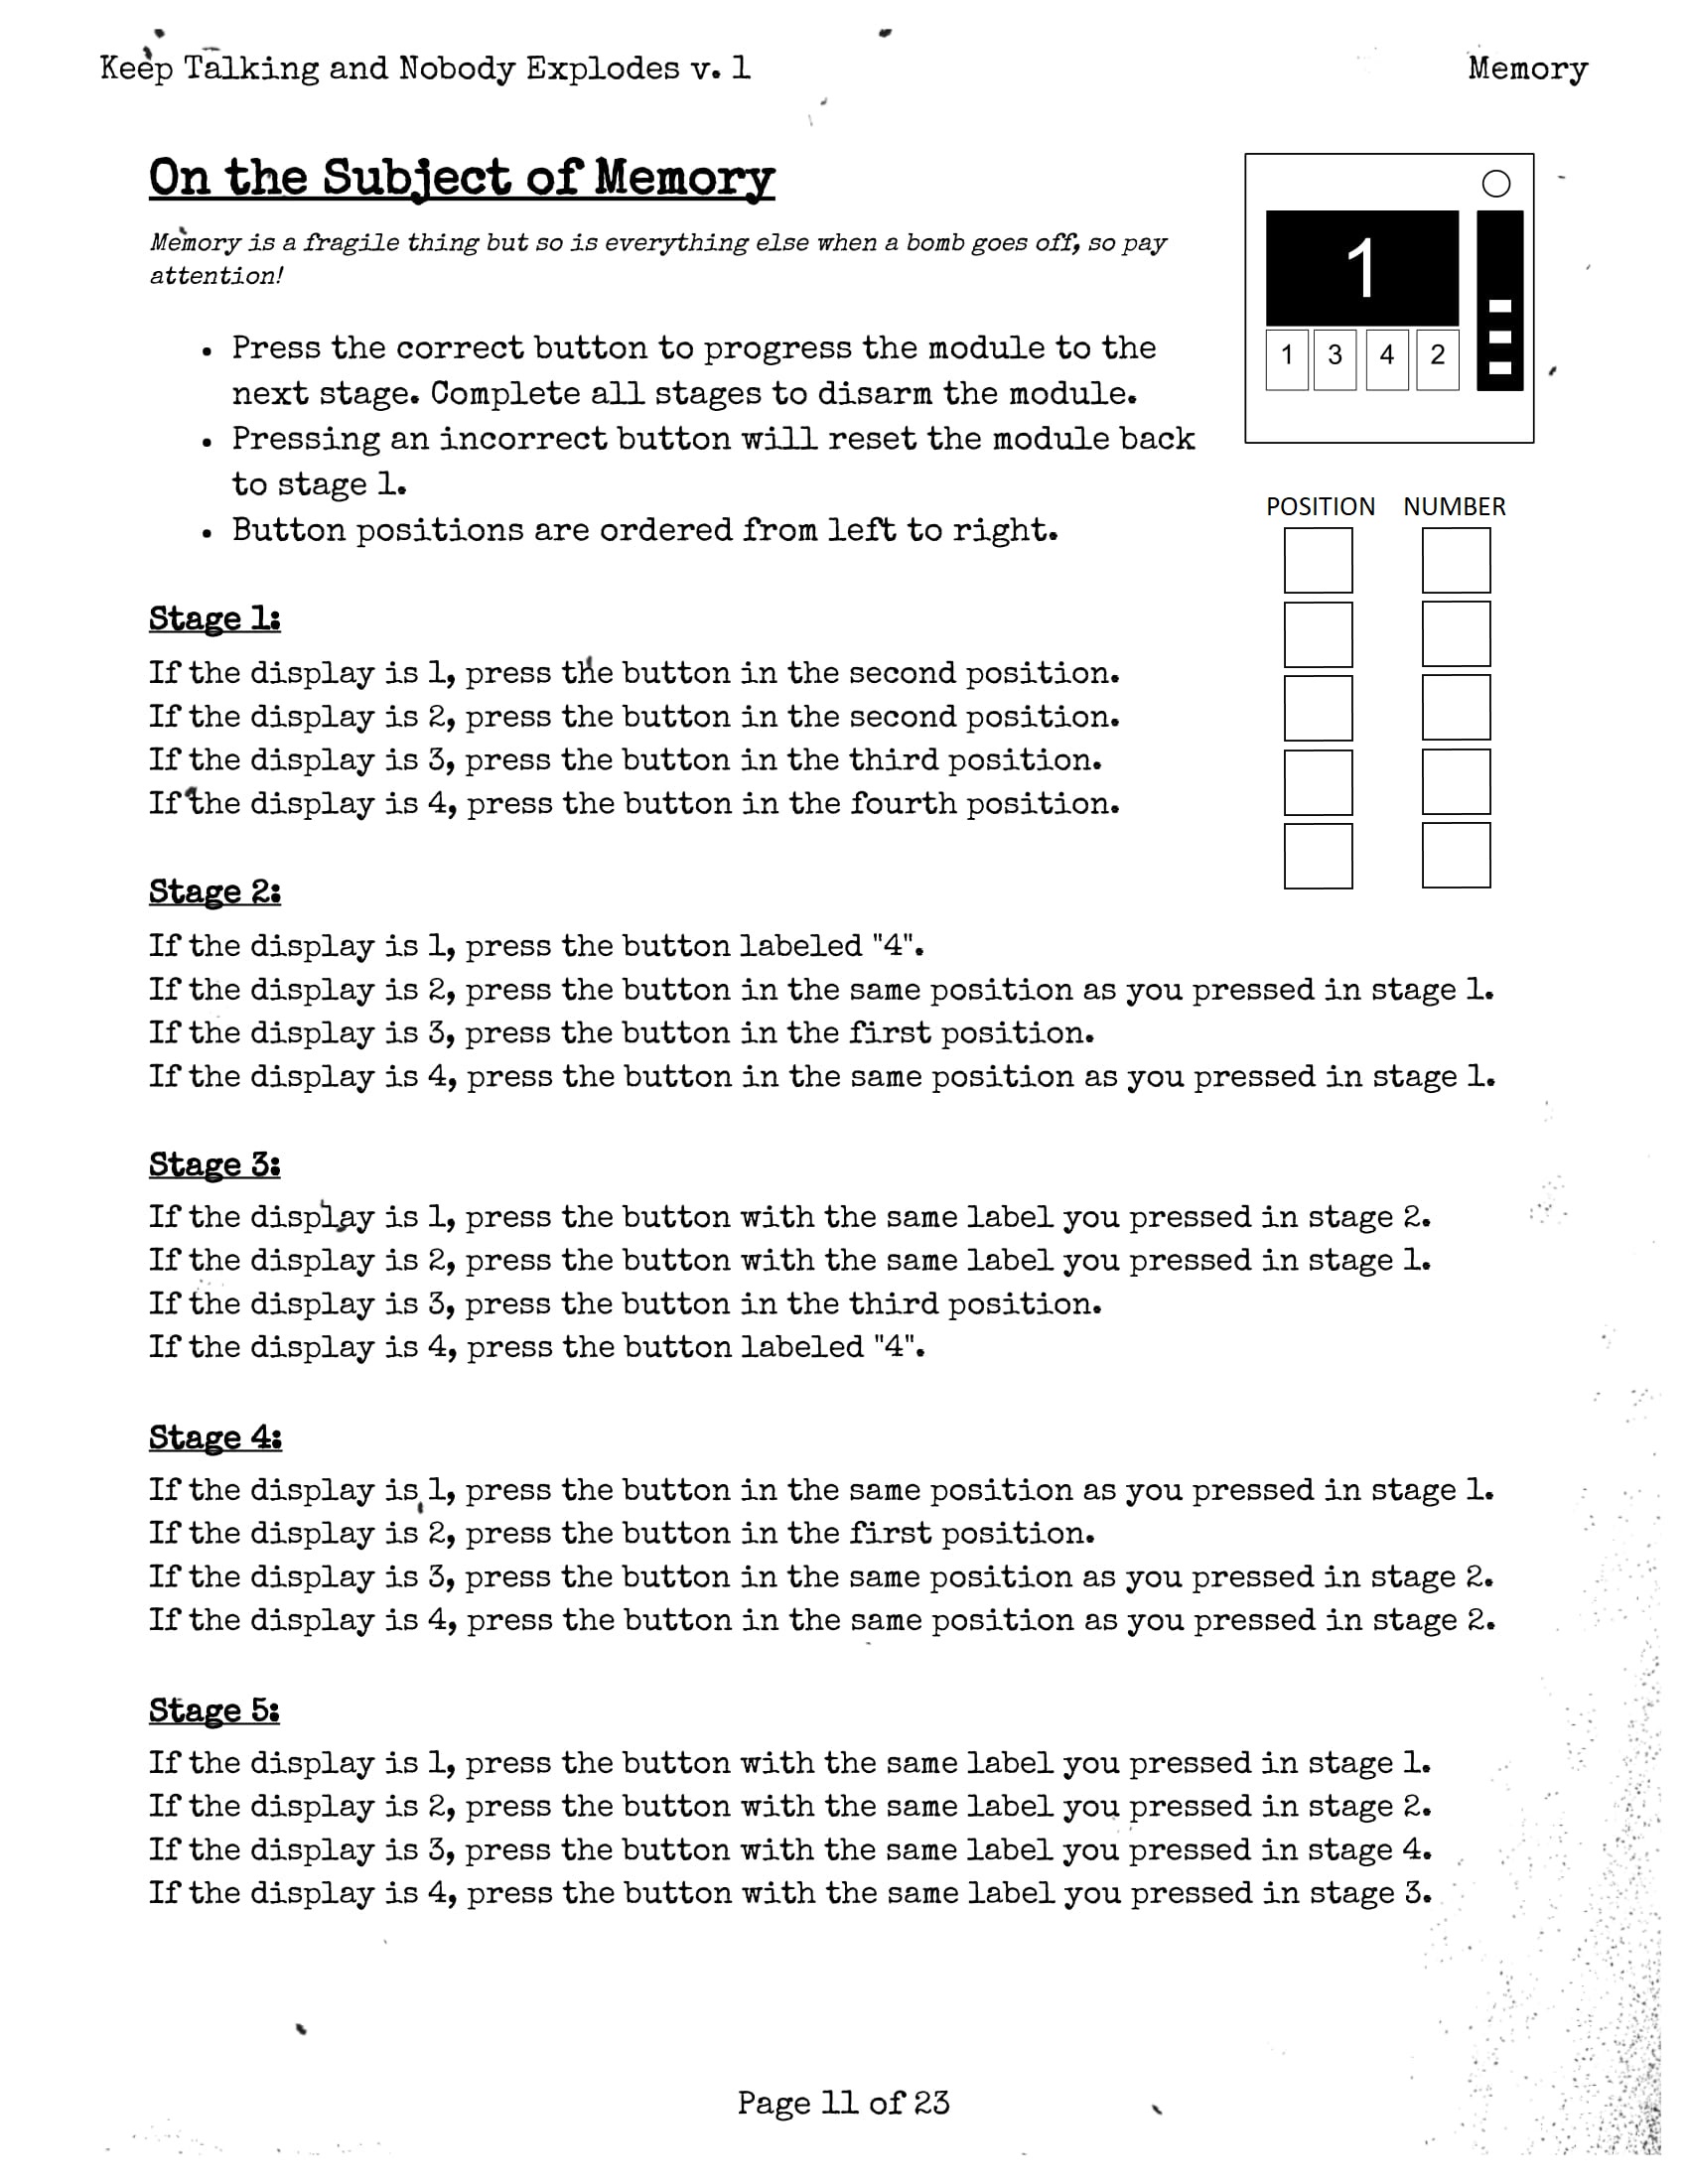 Keep Talking and Nobody Explodes v. 1
Memory
On the Subject of Memory
Memory is a fragile thing but so is everything else when a bomb goes off, so pay
attention!
1
1 3 4 2
• Press the correct button to progress the module to the
next stage. Complete all stages to disarm the module.
• Pressing an incorrect button will reset the module back
to stage 1.
• Button positions are ordered from left to right.
POSITION NUMBER
Stage 1:
If the display is 1, press the button in the second position.
If the display is 2, press the button in the second position.
If the display is 3, press the button in the third position.
If the display is 4, press the button in the fourth position.
Stage 2:
If the display is 1, press the button labeled "4".
If the display is 2, press the button in the same position as you pressed in stage 1.
If the display is 3, press the button in the first position.
If the display is 4, press the button in the same position as you pressed in stage 1.
Stage 3:
If the display is 1, press the button with the same label you pressed in stage 2.
If the display is 2, press the button with the same label you pressed in stage 1.
If the display is 3, press the button in the third position.
If the display is 4, press the button labeled "4".
Stage 4:
If the display is 1, press the button in the same position as you pressed in stage 1.
If the display is 2, press the button in the first position.
If the display is 3, press the button in the same position as you pressed in stage 2.
If the display is 4, press the button in the same position as you pressed in stage 2.
Stage 5:
If the display is 1, press the button with the same label you pressed in stage 1.
If the display is 2, press the button with the same label you pressed in stage 2.
If the display is 3, press the button with the same label you pressed in stage 4.
If the display is 4, press the button with the same label you pressed in stage 3.
Page 11 of 23